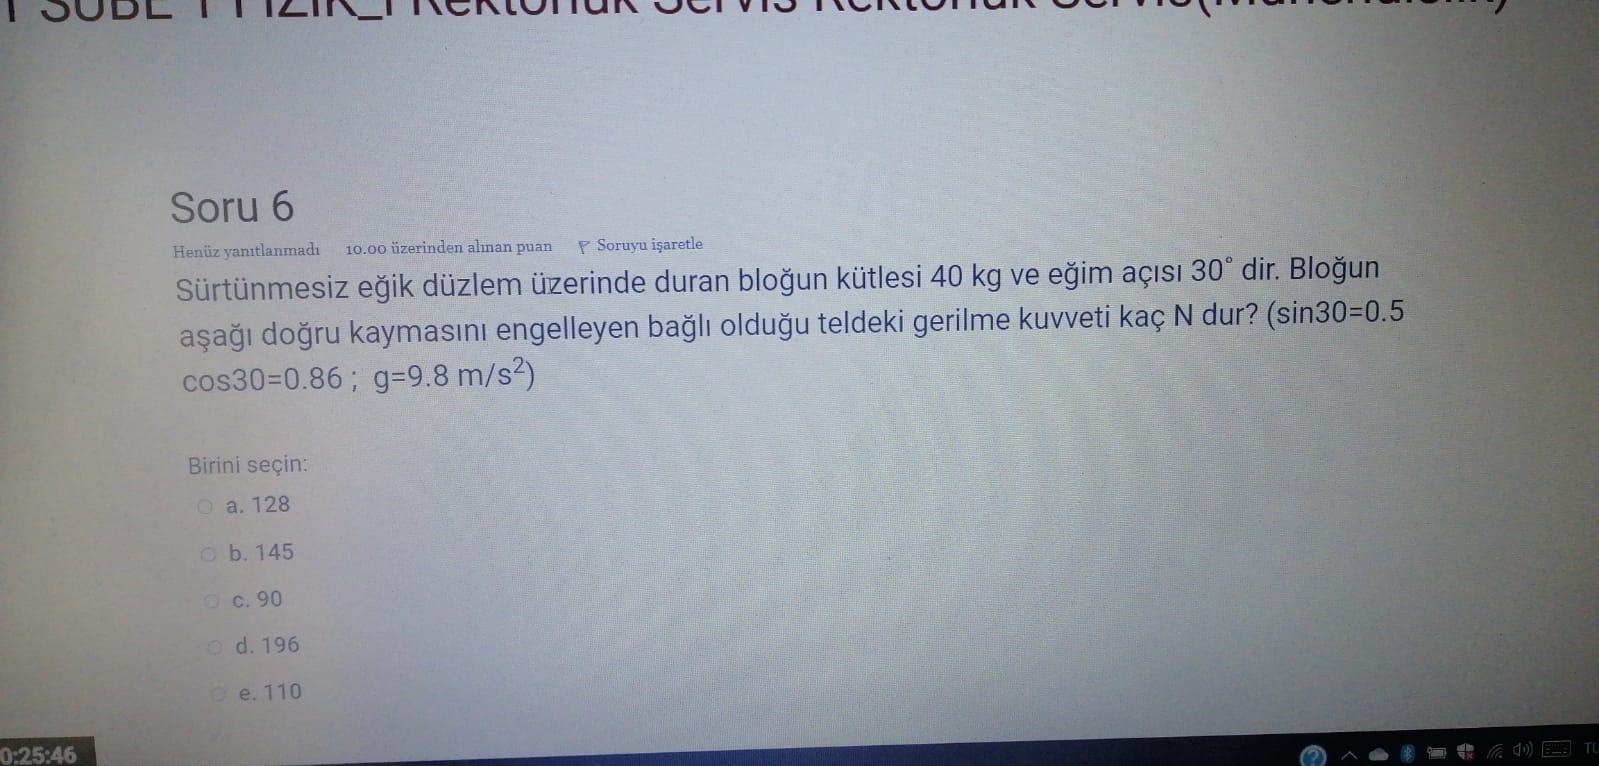 Soru 6
Henüz yanıtlanmadı 10.00 üzerinden alınan puan Soruyu işaretle
Sürtünmesiz eğik düzlem üzerinde duran bloğun kütlesi 40 kg ve eğim açısı 30° dir. Bloğun
aşağı doğru kaymasını engelleyen bağlı olduğu teldeki gerilme kuvveti kaç N dur? (sin30=0.5
cos30=0.86 ; g=9.8 m/s²)
Birini seçin:
a. 128
b. 145
c. 90
d. 196
e. 110
0:25:46